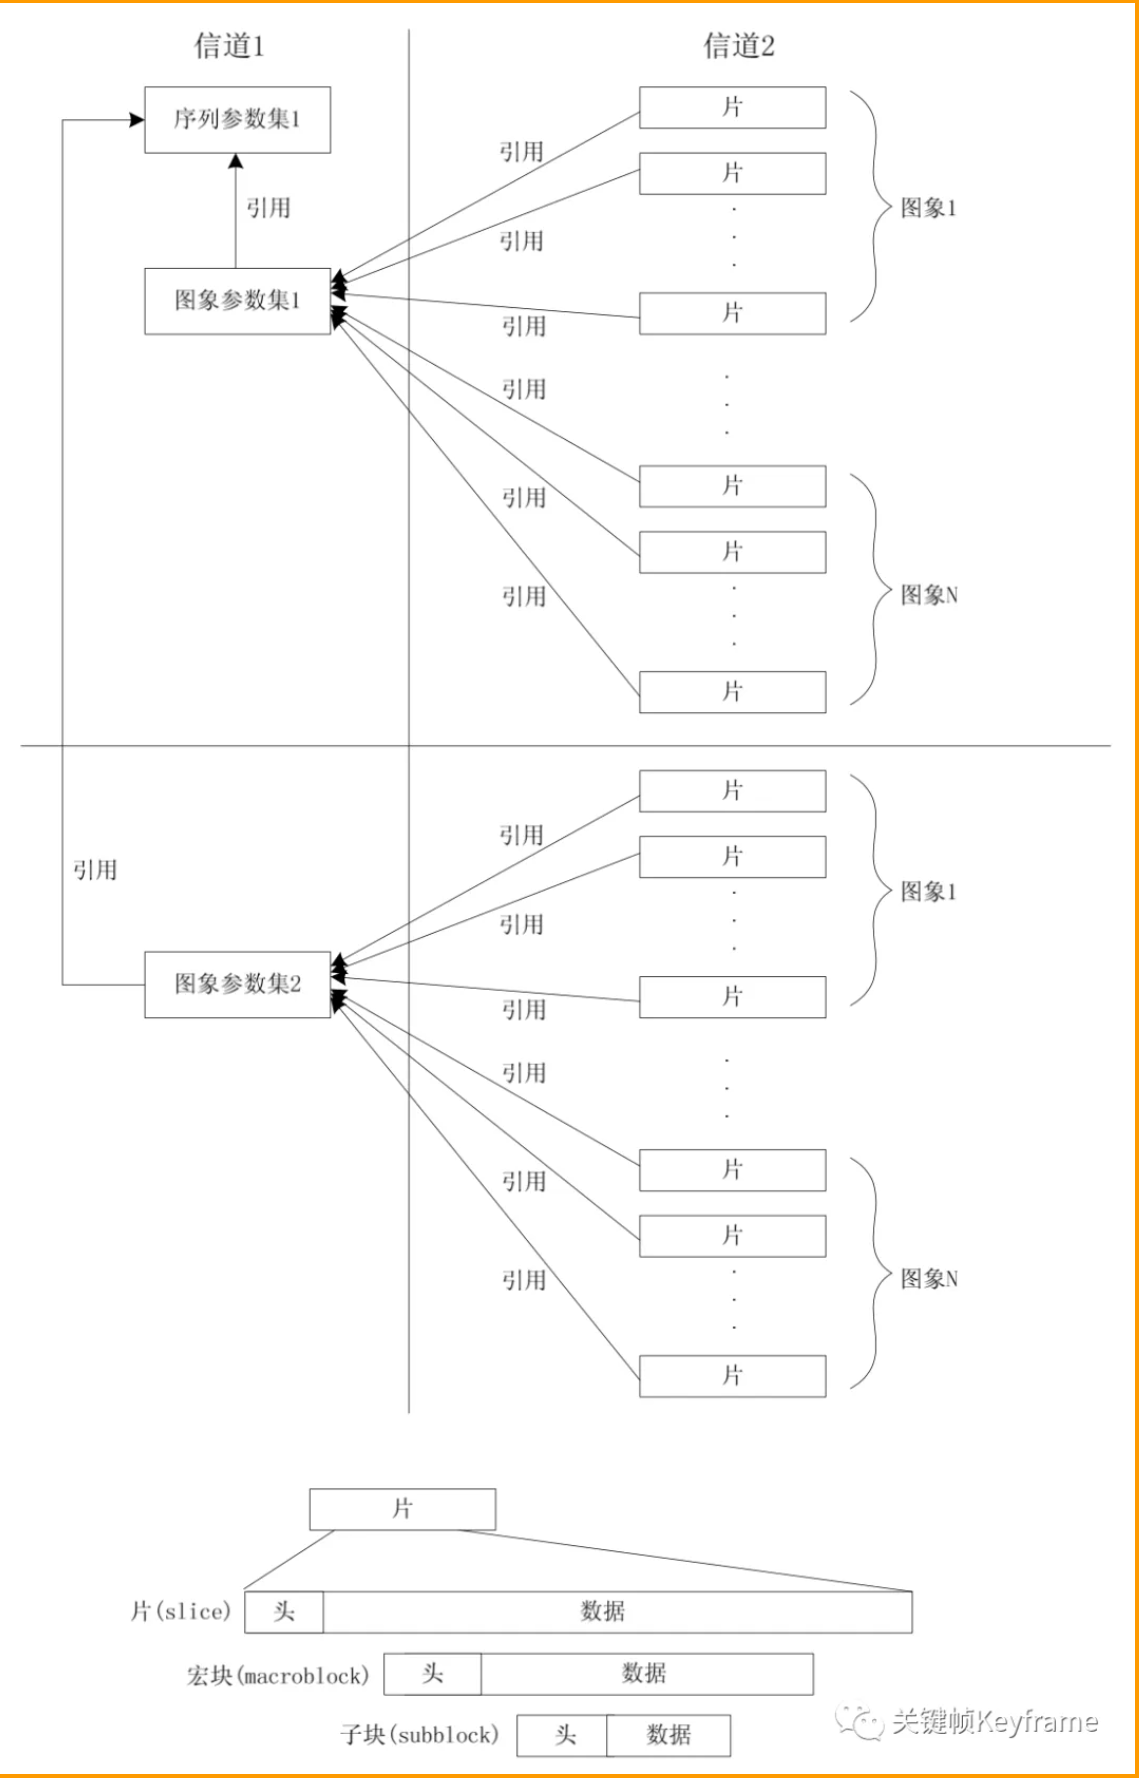 信道1
信道2
序列参数集1
片
引用
片
引用
图象1
引用
图象参数集1
片
引用
引用
片
引用
片
引用
图象N
片
片
引用
片
引用
图象1
引用
图象参数集2
片
引用
引用
片
引用
片
引用
图象N
片
片
片(slice) 头 数据
宏块(macroblock) 头 数据
子块(subblock) 头 数据
关键帧Keyframe